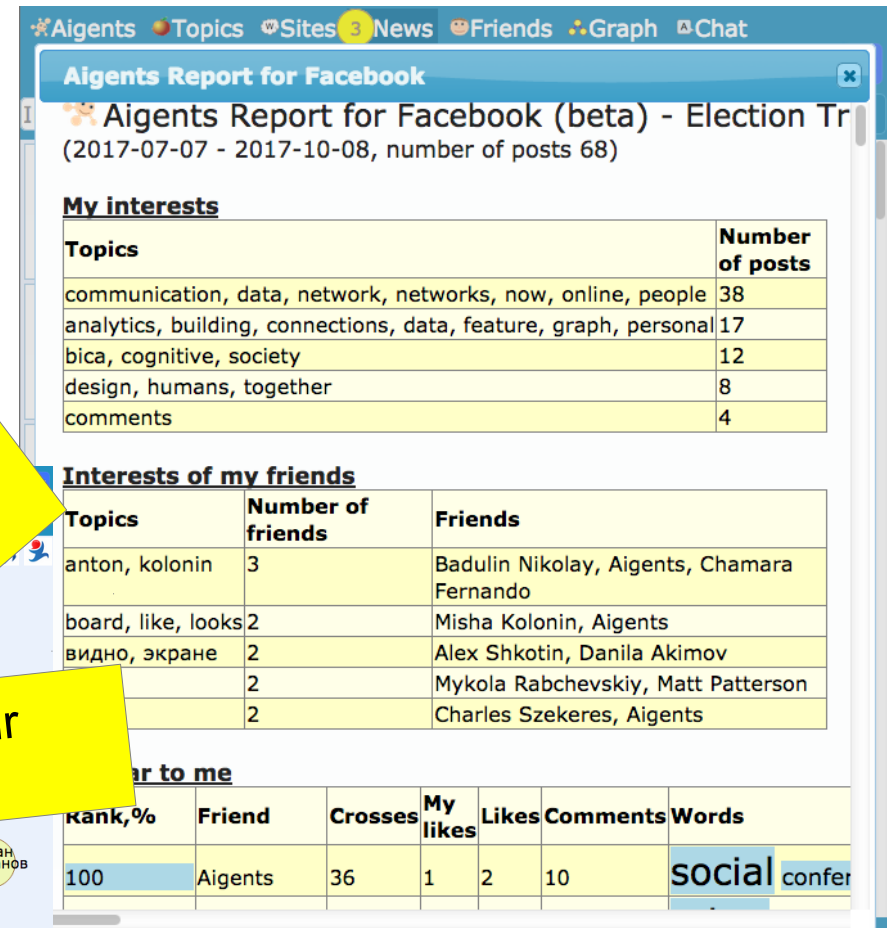 Aigents Topics Sites 3 News Friends Graph Chat
Aigents Report for Facebook
Aigents Report for Facebook (beta) - Election Tr
(2017-07-07 - 2017-10-08, number of posts 68)
My interests
Topics Number of posts
communication, data, network, networks, now, online, people 38
analytics, building, connections, data, feature, graph, personal 17
bica, cognitive, society 12
design, humans, together 8
comments 4
Interests of my friends
Topics Number of friends Friends
anton, kolonin 3 Badulin Nikolay, Aigents, Chamara
Fernando
board, like, looks 2 Misha Kolonin, Aigents
видно, экране 2 Alex Shkotin, Danila Akimov
2 Mykola Rabchevskiy, Matt Patterson
2 Charles Szekeres, Aigents
ar to me
Rank,% Friend Crosses My likes Likes Comments Words
100 Aigents 36 1 2 10 social confer